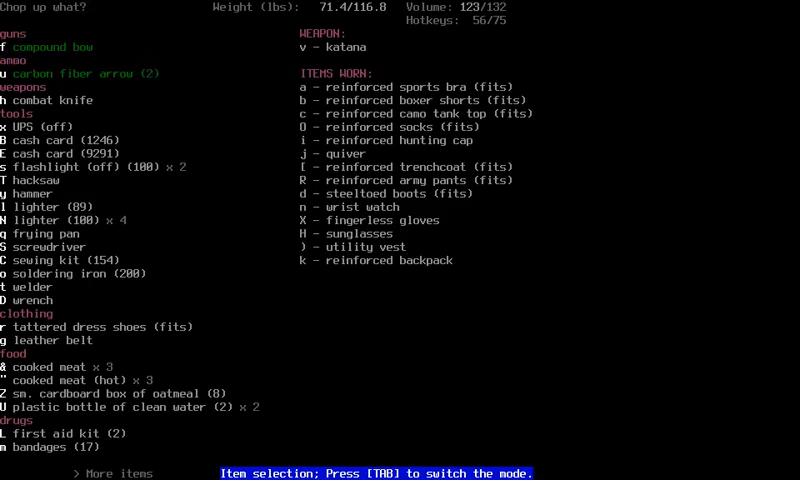 Chop up what? Weight (lbs): 71.4/116.8 Volume: 123/132
Hotkeys: 56/75
guns
f compound bow
ammo
u carbon fiber arrow (2)
weapons
h combat knife
tools
x UPS (off)
B cash card (1246)
E cash card (9291)
s flashlight (off) (100) x 2
T hacksaw
y hammer
l lighter (89)
N lighter (100) x 4
q frying pan
S screwdriver
C sewing kit (154)
o soldering iron (200)
t welder
D wrench
clothing
r tattered dress shoes (fits)
g leather belt
food
& cooked meat x 3
" cooked meat (hot) x 3
Z sm. cardboard box of oatmeal (8)
U plastic bottle of clean water (2) x 2
drugs
L first aid kit (2)
m bandages (17)
WEAPON:
v - katana
ITEMS WORN:
a - reinforced sports bra (fits)
b - reinforced boxer shorts (fits)
c - reinforced camo tank top (fits)
O - reinforced socks (fits)
i - reinforced hunting cap
j - quiver
[ - reinforced trenchcoat (fits)
R - reinforced army pants (fits)
d - steeltoed boots (fits)
n - wrist watch
X - fingerless gloves
H - sunglasses
) - utility vest
k - reinforced backpack
> More items
Item selection; Press [TAB] to switch the mode.